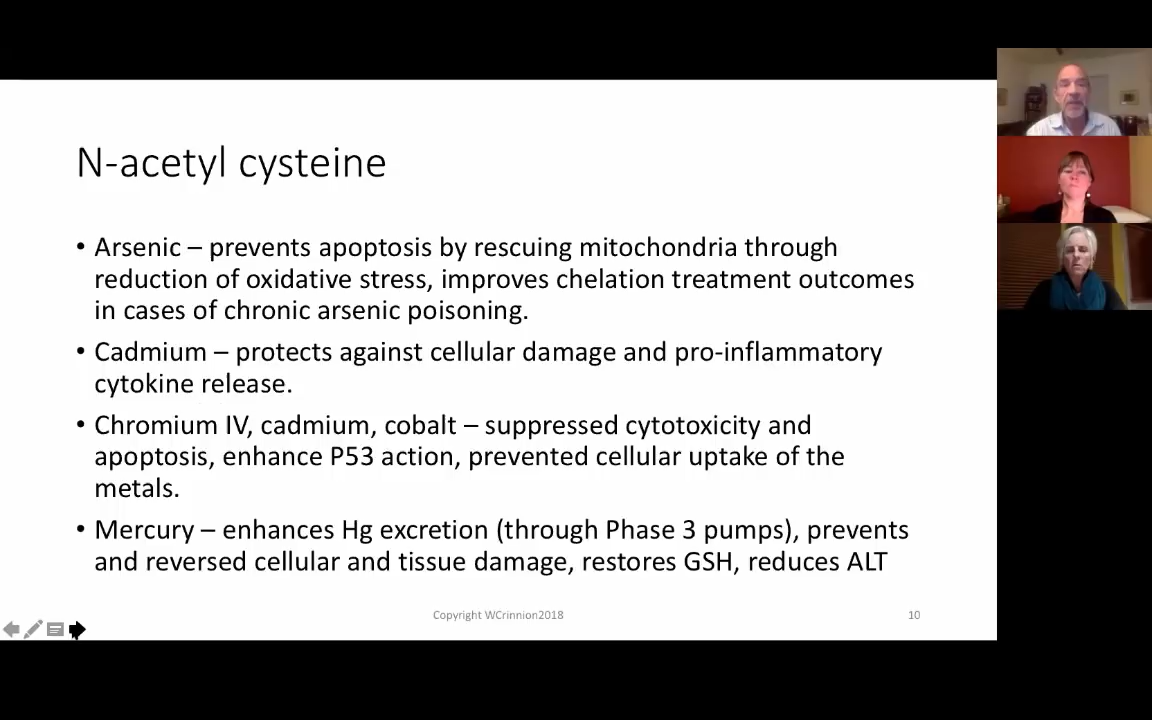 N-acetyl cysteine
• Arsenic – prevents apoptosis by rescuing mitochondria through
reduction of oxidative stress, improves chelation treatment outcomes
in cases of chronic arsenic poisoning.
• Cadmium – protects against cellular damage and pro-inflammatory
cytokine release.
• Chromium IV, cadmium, cobalt – suppressed cytotoxicity and
apoptosis, enhance P53 action, prevented cellular uptake of the
metals.
• Mercury – enhances Hg excretion (through Phase 3 pumps), prevents
and reversed cellular and tissue damage, restores GSH, reduces ALT
Copyright WCrinnion2018
10